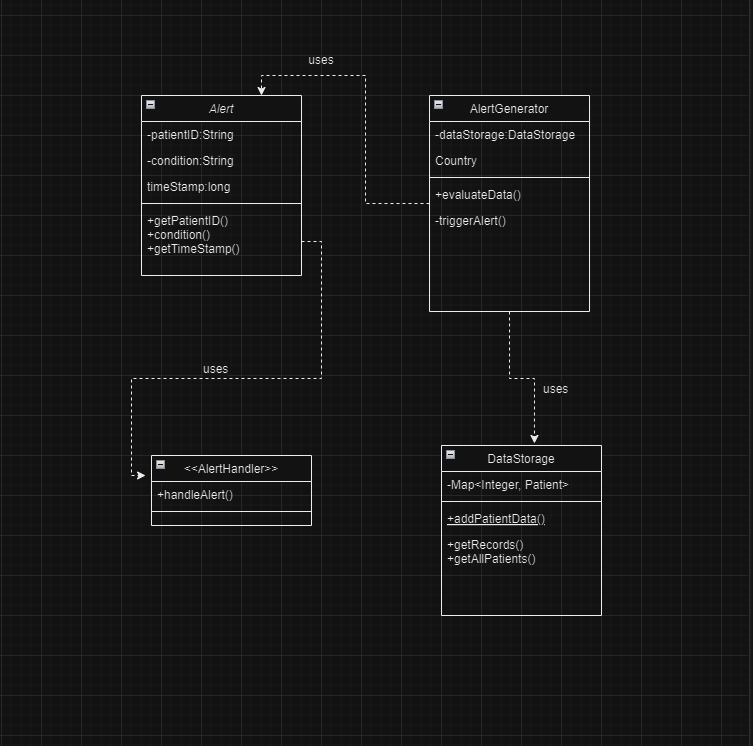 uses
Alert
-patientID:String
-condition:String
timeStamp:long
+getPatientID()
+condition()
+getTimeStamp()
AlertGenerator
-dataStorage:DataStorage
Country
+evaluateData()
-triggerAlert()
uses
uses
<<AlertHandler>>
+handleAlert()
DataStorage
-Map<Integer, Patient>
+addPatientData()
+getRecords()
+getAllPatients()